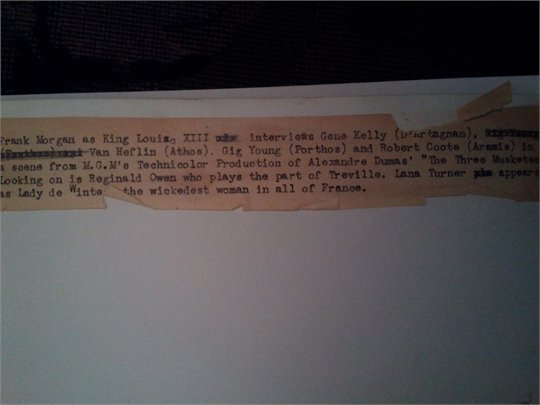 Frank Morgan as King Louis XIII interviews Gene Kelly (D'Artagnan),
Van Heflin (Athos). Gig Young (Porthos) and Robert Coote (Aramis) in
a scene from M.G.M's Technicolor Production of Alexandre Dumas' "The Three Musketee
Looking on is Reginald Owen who plays the part of Treville. Lana Turner appears
as Lady de Winte the wickedest woman in all of France.